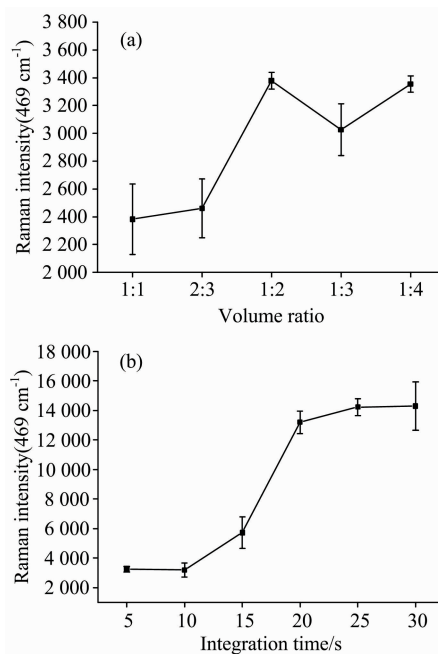 (a)
Raman intensity(469 cm⁻¹)
3 800
3 600
3 400
3 200
3 000
2 800
2 600
2 400
2 200
2 000
1:1 2:3 1:2 1:3 1:4
Volume ratio
(b)
Raman intensity(469 cm⁻¹)
18 000
16 000
14 000
12 000
10 000
8 000
6 000
4 000
2 000
5 10 15 20 25 30
Integration time/s